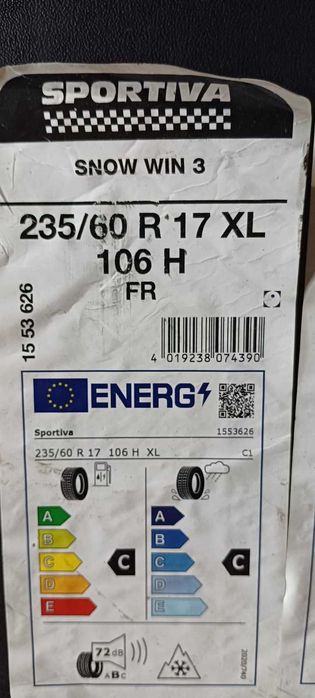 SPORTIVA
SNOW WIN 3
235/60 R 17 XL
106 H
FR
15 53 626
4 019238 074390
ENERG
Sportiva 1553626
235/60 R 17 106 H XL C1
A A
B B
C C C C
D D
E E
72 dB
ABC
2020/740